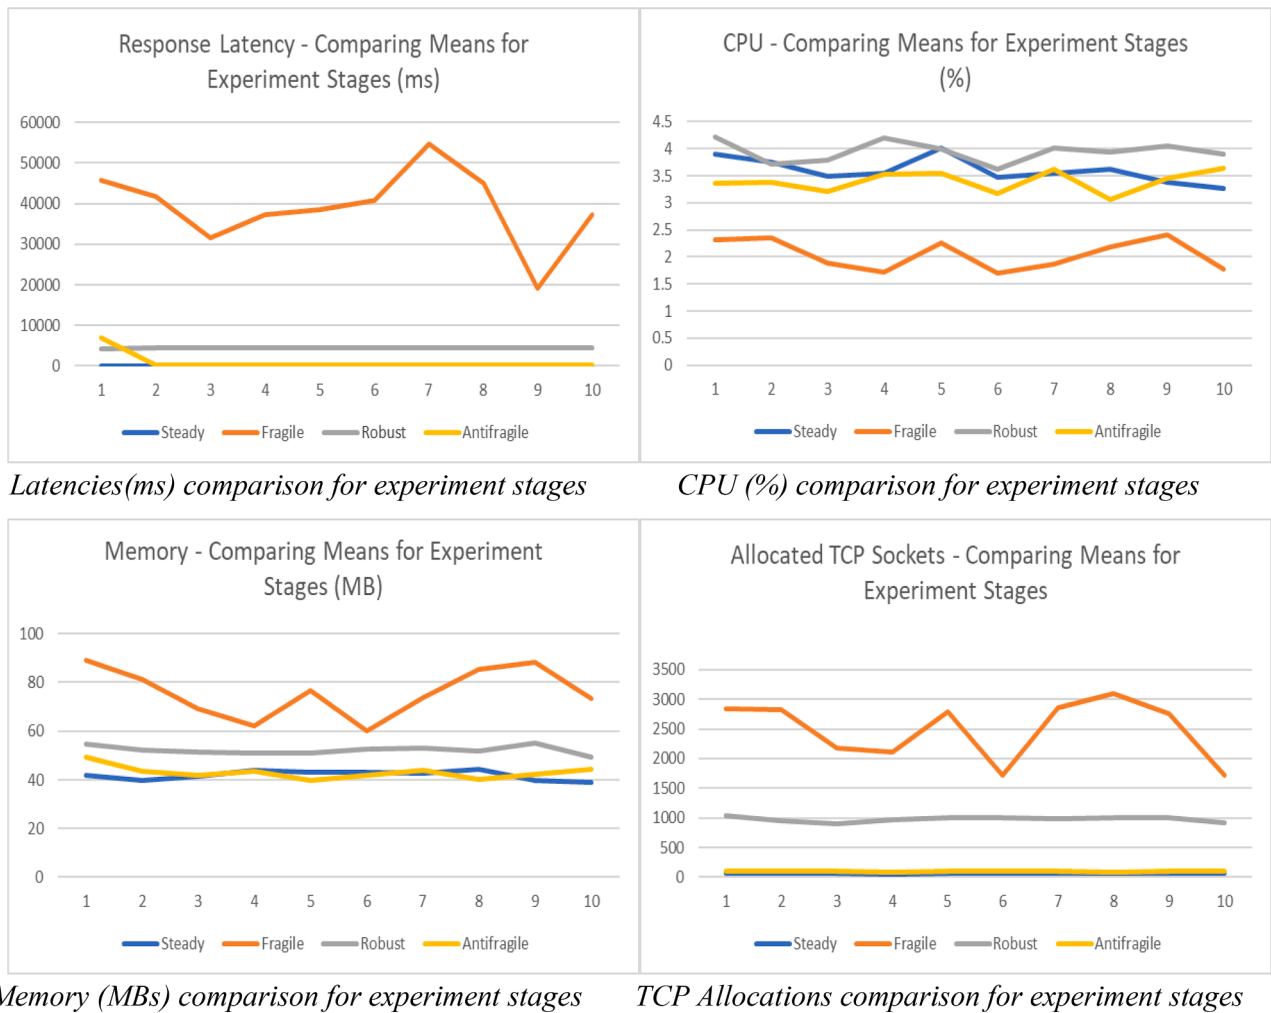 Response Latency - Comparing Means for
Experiment Stages (ms)
60000
50000
40000
30000
20000
10000
0
1 2 3 4 5 6 7 8 9 10
Steady Fragile Robust Antifragile
CPU - Comparing Means for Experiment Stages
(%)
4.5
4
3.5
3
2.5
2
1.5
1
0.5
0
1 2 3 4 5 6 7 8 9 10
Steady Fragile Robust Antifragile
Latencies(ms) comparison for experiment stages
CPU (%) comparison for experiment stages
Memory - Comparing Means for Experiment
Stages (MB)
100
80
60
40
20
0
1 2 3 4 5 6 7 8 9 10
Steady Fragile Robust Antifragile
Allocated TCP Sockets - Comparing Means for
Experiment Stages
3500
3000
2500
2000
1500
1000
500
0
1 2 3 4 5 6 7 8 9 10
Steady Fragile Robust Antifragile
Memory (MBs) comparison for experiment stages
TCP Allocations comparison for experiment stages